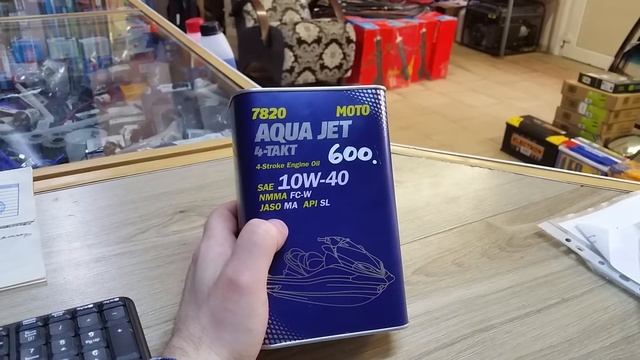 7820 MOTO
AQUA JET
4-TAKT
600.
4-Stroke Engine Oil
SAE 10W-40
NMMA FC-W
JASO MA API SL